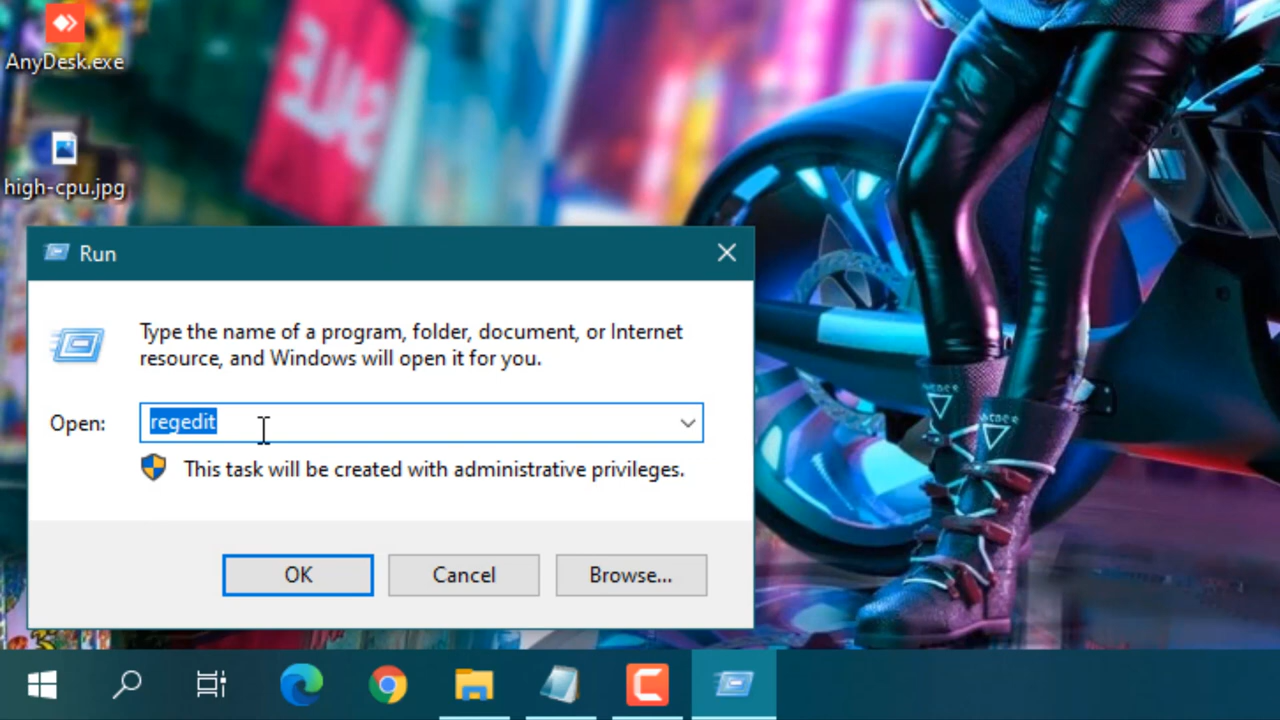 AnyDesk.exe
high-cpu.jpg
Run
Type the name of a program, folder, document, or Internet
resource, and Windows will open it for you.
Open: regedit
This task will be created with administrative privileges.
OK Cancel Browse...